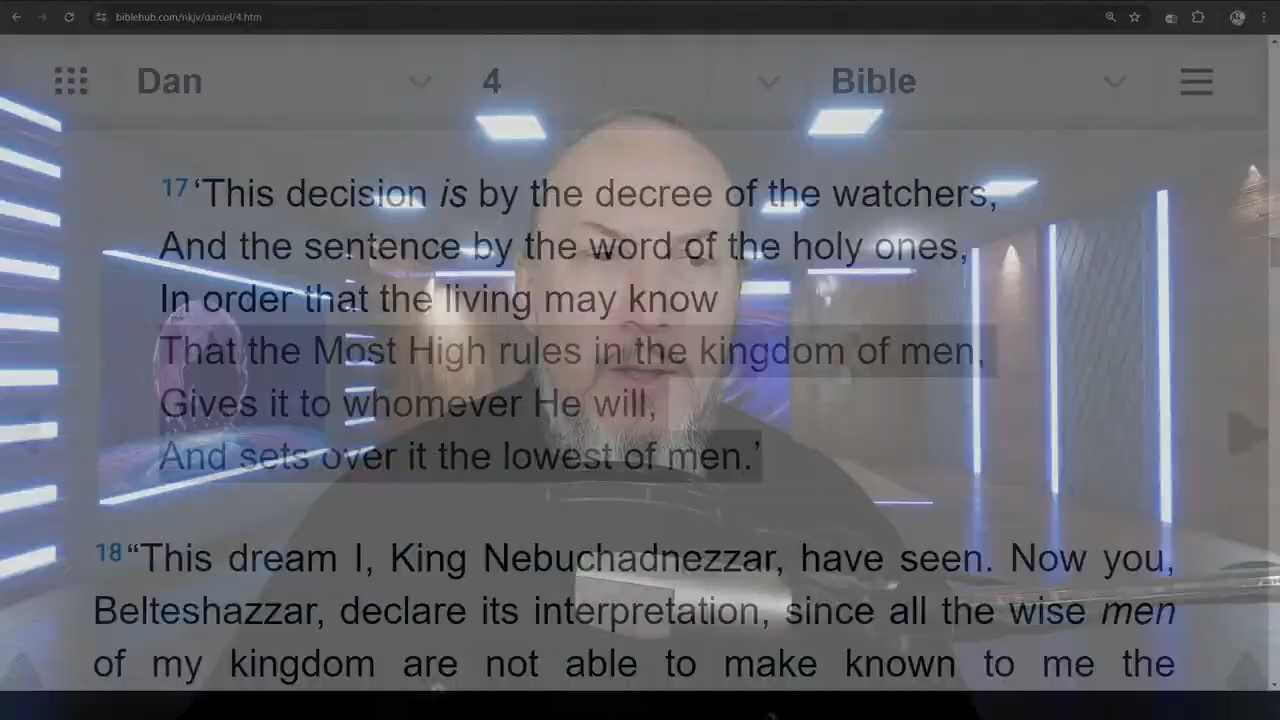 biblehub.com/nkjv/daniel/4.htm
Dan 4 Bible
17 ‘This decision is by the decree of the watchers,
And the sentence by the word of the holy ones,
In order that the living may know
That the Most High rules in the kingdom of men,
Gives it to whomever He will,
And sets over it the lowest of men.’
18 “This dream I, King Nebuchadnezzar, have seen. Now you,
Belteshazzar, declare its interpretation, since all the wise men
of my kingdom are not able to make known to me the